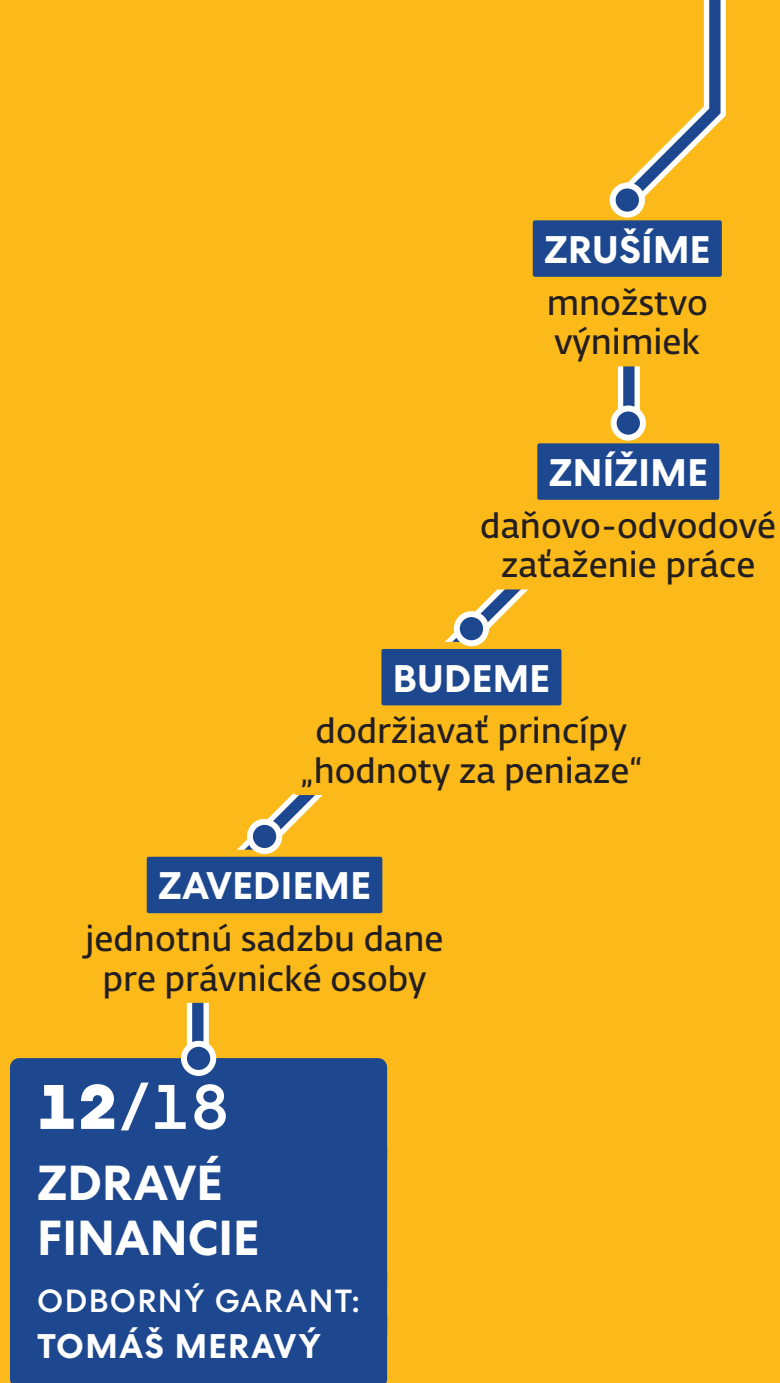 ZRUŠÍME
množstvo
výnimiek
ZNÍŽIME
daňovo-odvodové
zaťaženie práce
BUDEME
dodržiavať princípy
„hodnoty za peniaze“
ZAVEDIEME
jednotnú sadzbu dane
pre právnické osoby
12/18
ZDRAVÉ
FINANCIE
ODBORNÝ GARANT:
TOMÁŠ MERAVÝ